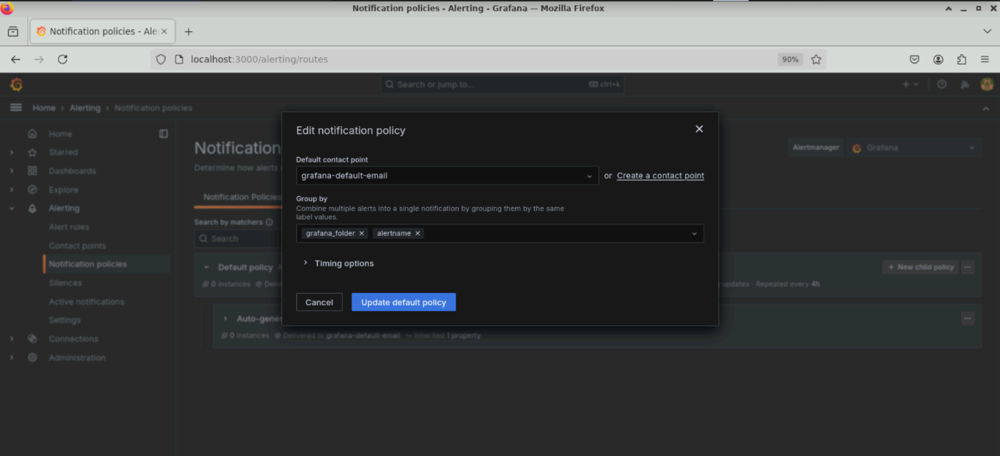 Notification policies - Alerting - Grafana — Mozilla Firefox
Notification policies - Ale
localhost:3000/alerting/routes
90%
Search or jump to...
ctrl+k
Home
Alerting
Notification policies
Edit notification policy
Home
Starred
Dashboards
Explore
Alerting
Alert rules
Contact points
Notification policies
Silences
Active notifications
Settings
Connections
Administration
Notification
Determine how alerts
Alertmanager
Grafana
Notification Policies
Search by matchers
Search
Default policy
New child policy
0 instances
updates · Repeated every 4h
Auto-gener
0 instances
Delivered to grafana-default-email
Inherited 1 property
Default contact point
grafana-default-email
or Create a contact point
Group by
Combine multiple alerts into a single notification by grouping them by the same
label values.
grafana_folder
alertname
Timing options
Cancel
Update default policy